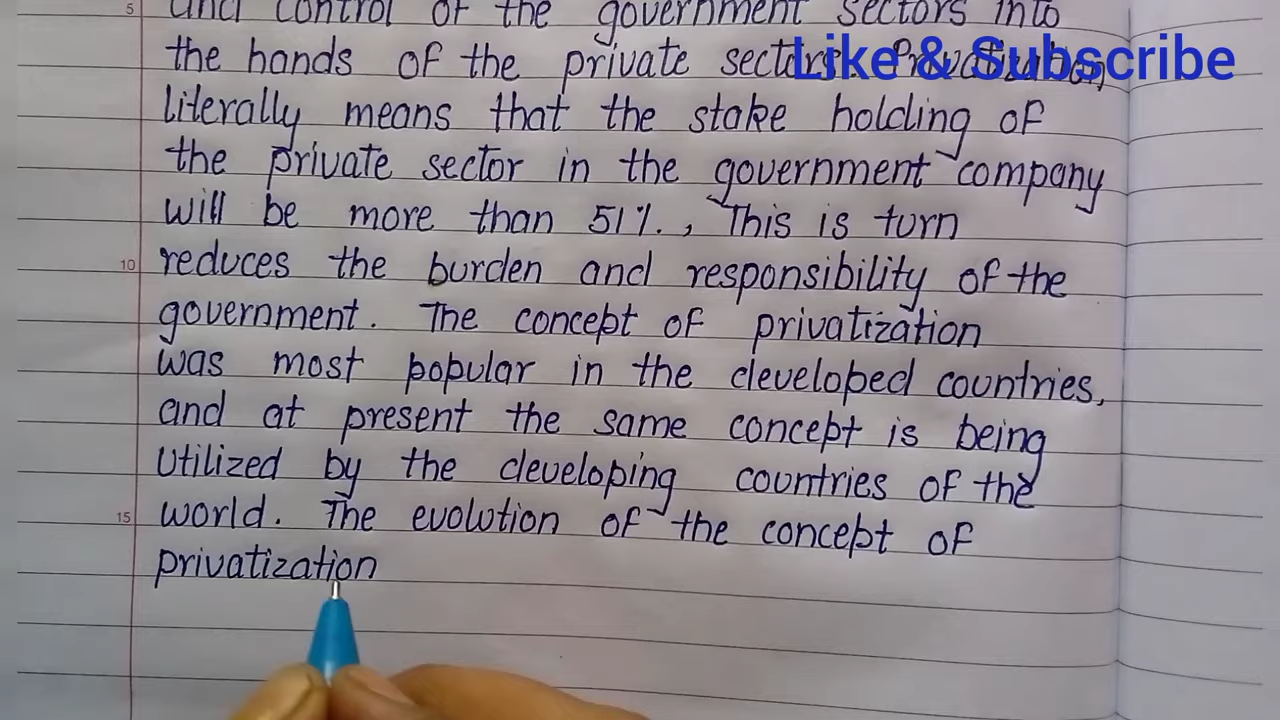 5
and control of the government sectors into
the hands of the private sectors. Privatization
Like & Subscribe
literally means that the stake holding of
the private sector in the government company
will be more than 51%., This is turn
10
reduces the burden and responsibility of the
government. The concept of privatization
was most popular in the developed countries,
and at present the same concept is being
utilized by the developing countries of the
15
world. The evolution of the concept of
privatization